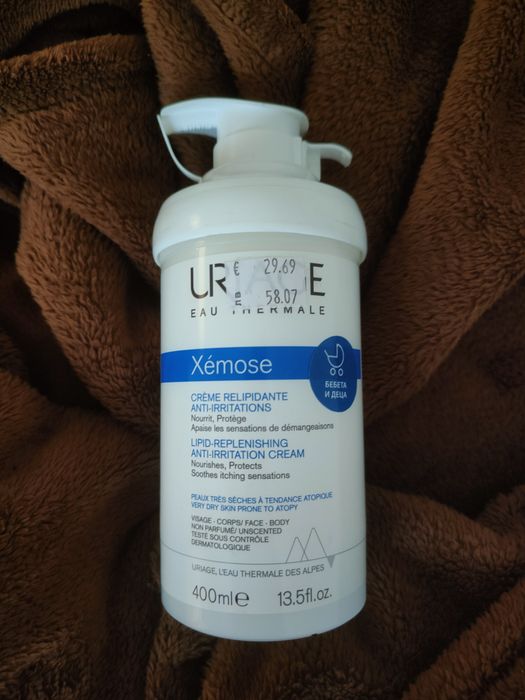 € 29.69
UR GE
ЛВ 58.07
EAU THERMALE
Xémose
БЕБЕТА
И ДЕЦА
CRÈME RELIPIDANTE
ANTI-IRRITATIONS
Nourrit, Protège
Apaise les sensations de démangeaisons
LIPID-REPLENISHING
ANTI-IRRITATION CREAM
Nourishes, Protects
Soothes itching sensations
PEAUX TRÈS SÈCHES À TENDANCE ATOPIQUE
VERY DRY SKIN PRONE TO ATOPY
VISAGE - CORPS/ FACE - BODY
NON PARFUMÉ/ UNSCENTED
TESTÉ SOUS CONTRÔLE
DERMATOLOGIQUE
URIAGE, L'EAU THERMALE DES ALPES
400ml℮ 13.5fl.oz.